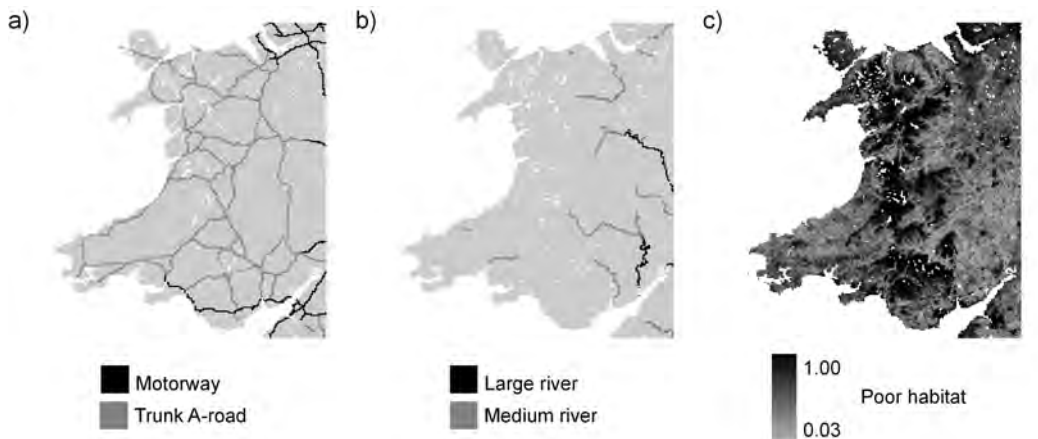 a)
b)
c)
Motorway
Trunk A-road
Large river
Medium river
1.00
0.03
Poor habitat